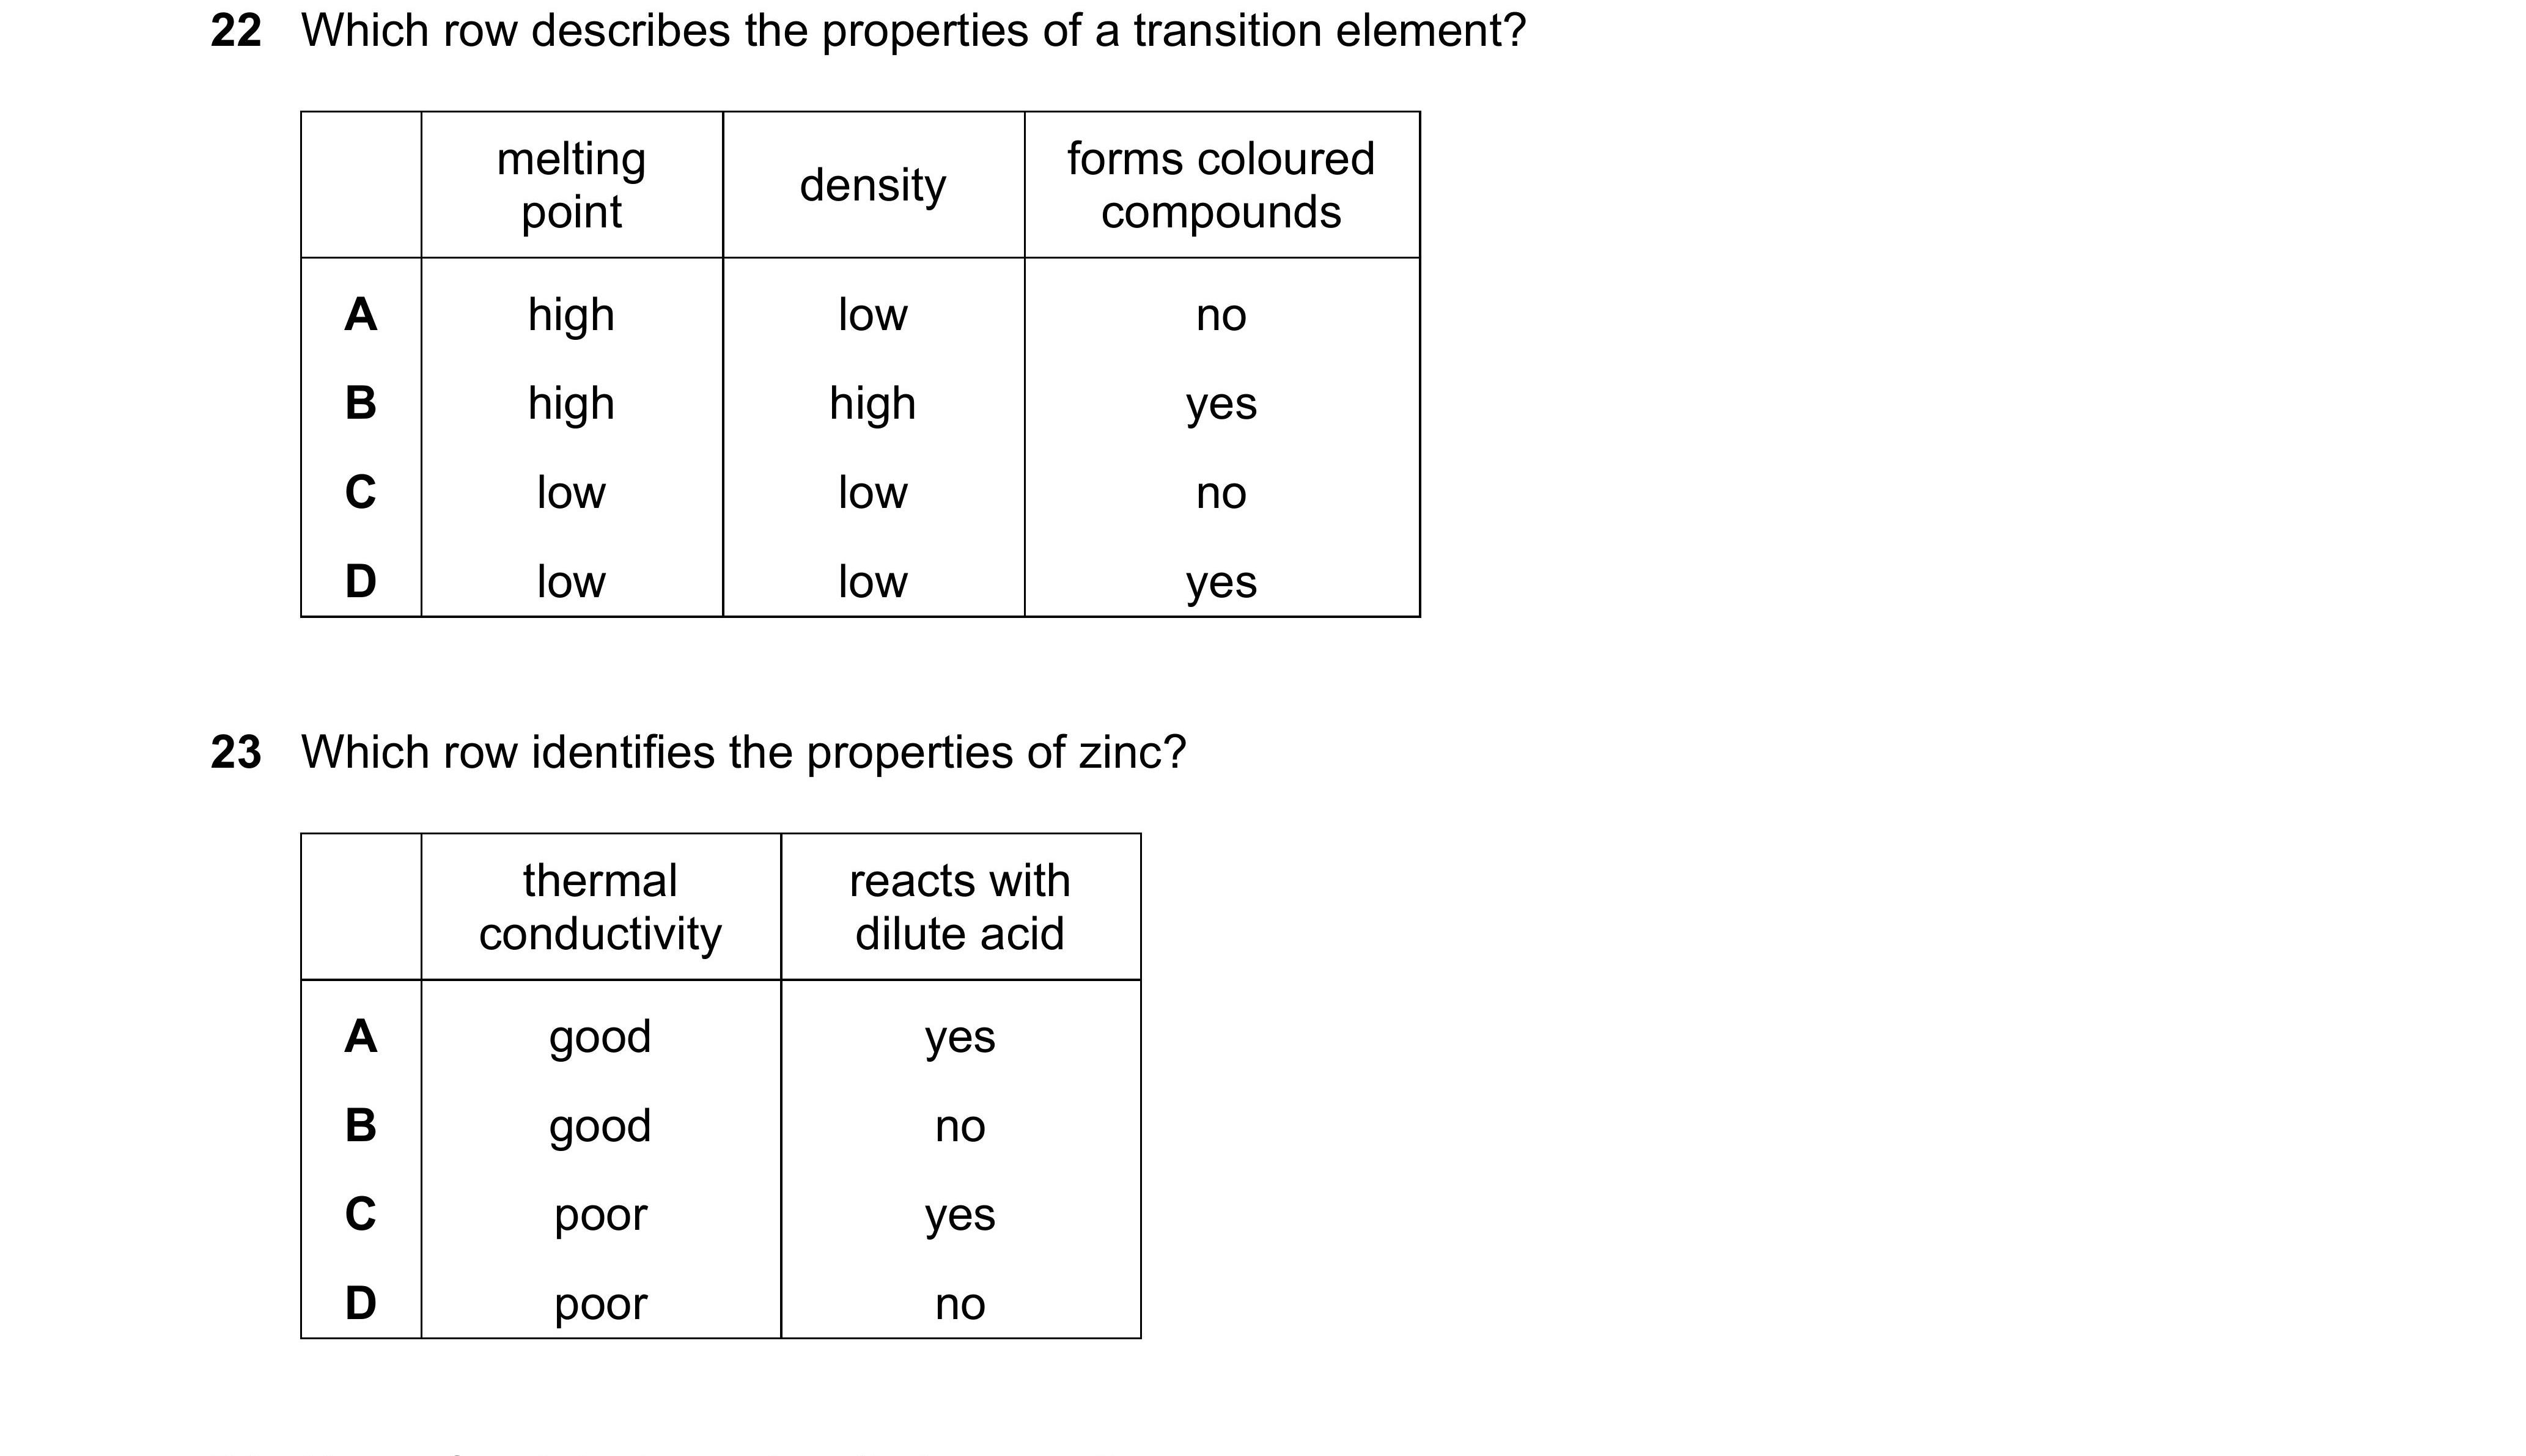 22 Which row describes the properties of a transition element?
melting point density forms coloured compounds
A high low no
B high high yes
C low low no
D low low yes
23 Which row identifies the properties of zinc?
thermal conductivity reacts with dilute acid
A good yes
B good no
C poor yes
D poor no